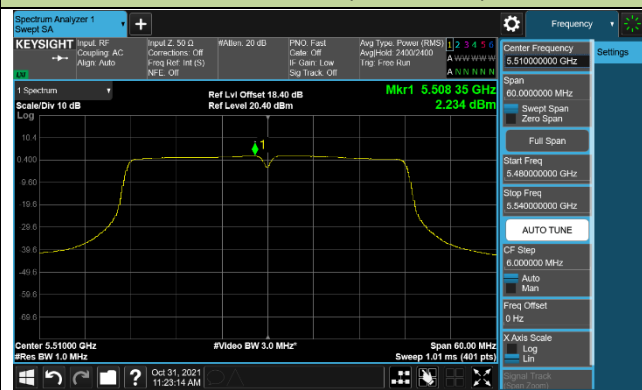 Spectrum Analyzer 1
Swept SA
Frequency
KEYSIGHT
Input: RF
Coupling: AC
Align: Auto
Input Z: 50 Ω
Corrections: Off
Freq Ref: Int (S)
NFE: Off
#Atten: 20 dB
PNO: Fast
Gate: Off
IF Gain: Low
Sig Track: Off
Avg Type: Power (RMS)
Avg|Hold: 2400/2400
Trig: Free Run
1 2 3 4 5 6
A W W W W W
A N N N N N
LXI
1 Spectrum
Scale/Div 10 dB
Log
Ref Lvl Offset 18.40 dB
Ref Level 20.40 dBm
Mkr1 5.508 35 GHz
2.234 dBm
1
10.4
0.400
-9.60
-19.6
-29.6
-39.6
-49.6
-59.6
-69.6
Center 5.51000 GHz
#Res BW 1.0 MHz
#Video BW 3.0 MHz*
Span 60.00 MHz
Sweep 1.01 ms (401 pts)
Oct 31, 2021
11:23:14 AM
Center Frequency
5.510000000 GHz
Settings
Span
60.0000000 MHz
Swept Span
Zero Span
Full Span
Start Freq
5.480000000 GHz
Stop Freq
5.540000000 GHz
AUTO TUNE
CF Step
6.000000 MHz
Auto
Man
Freq Offset
0 Hz
X Axis Scale
Log
Lin
Signal Track
(Span Zoom)